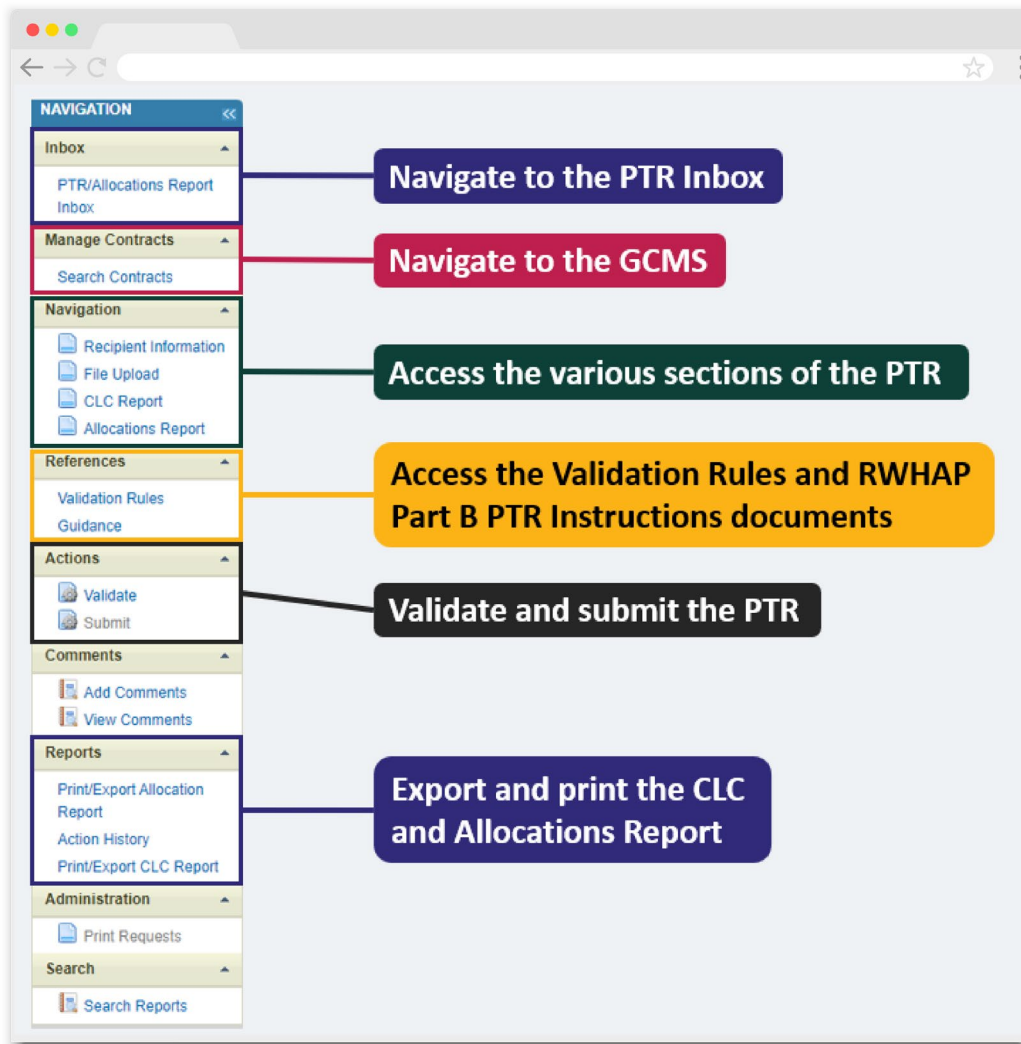 NAVIGATION
Inbox
PTR/Allocations Report
Inbox
Navigate to the PTR Inbox
Manage Contracts
Search Contracts
Navigate to the GCMS
Navigation
Recipient Information
File Upload
CLC Report
Allocations Report
Access the various sections of the PTR
References
Validation Rules
Guidance
Access the Validation Rules and RWHAP
Part B PTR Instructions documents
Actions
Validate
Submit
Validate and submit the PTR
Comments
Add Comments
View Comments
Reports
Print/Export Allocation
Report
Action History
Print/Export CLC Report
Export and print the CLC
and Allocations Report
Administration
Print Requests
Search
Search Reports